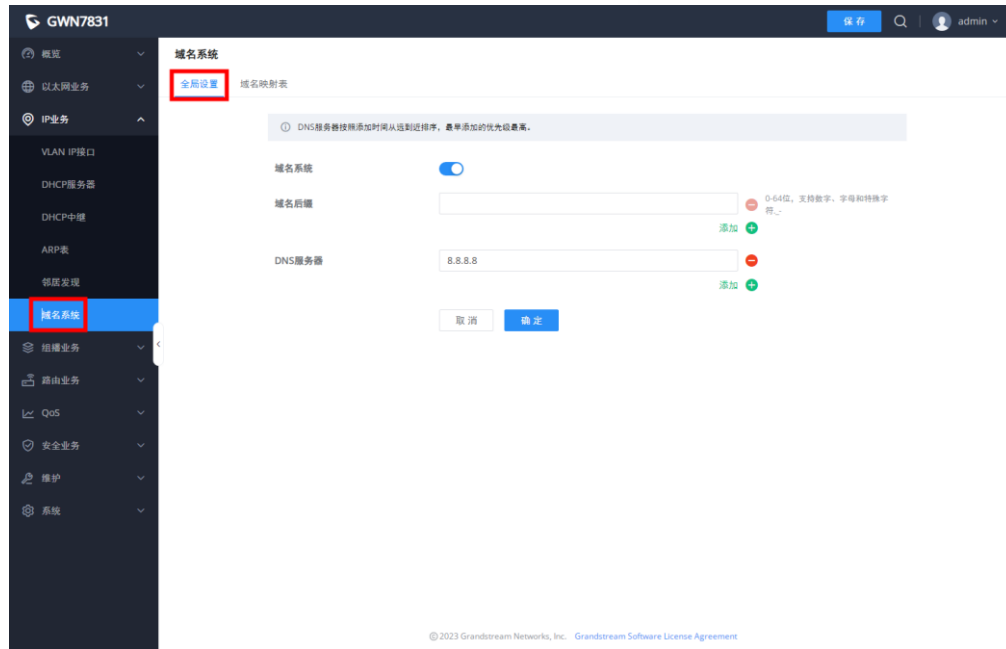 GWN7831
保存
admin
概览
以太网业务
IP业务
VLAN IP接口
DHCP服务器
DHCP中继
ARP表
邻居发现
域名系统
组播业务
路由业务
QoS
安全业务
维护
系统
域名系统
全局设置 域名映射表
DNS服务器按照添加时间从远到近排序，最早添加的优先级最高。
域名系统
域名后缀
0-64位，支持数字、字母和特殊字
符._-
添加
DNS服务器 8.8.8.8
添加
取消 确定
© 2023 Grandstream Networks, Inc. Grandstream Software License Agreement